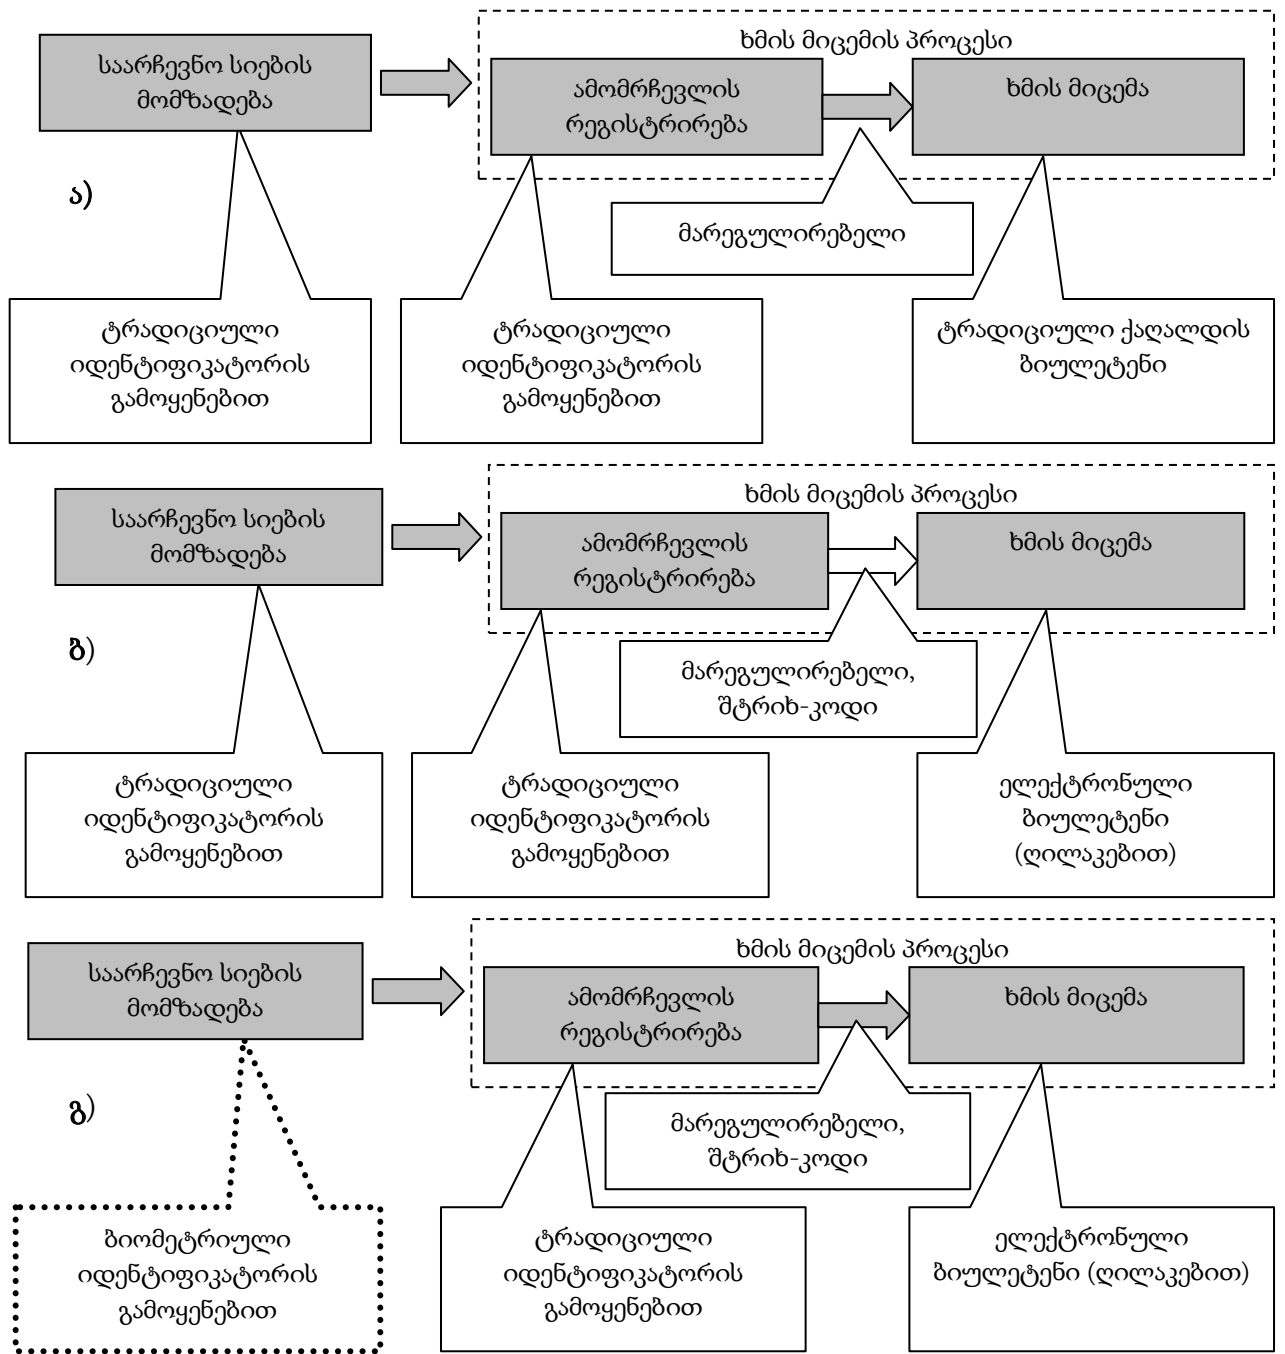 ხმის მიცემის პროცესი
საარჩევნო სიების
მომზადება
ამომრჩევლის
რეგისტრირება
ხმის მიცემა
ა)
მარეგულირებელი
ტრადიციული
იდენტიფიკატორის
გამოყენებით
ტრადიციული
იდენტიფიკატორის
გამოყენებით
ტრადიციული ქაღალდის
ბიულეტენი
ხმის მიცემის პროცესი
საარჩევნო სიების
მომზადება
ამომრჩევლის
რეგისტრირება
ხმის მიცემა
ბ)
მარეგულირებელი,
შტრიხ-კოდი
ტრადიციული
იდენტიფიკატორის
გამოყენებით
ტრადიციული
იდენტიფიკატორის
გამოყენებით
ელექტრონული
ბიულეტენი
(ღილაკებით)
ხმის მიცემის პროცესი
საარჩევნო სიების
მომზადება
ამომრჩევლის
რეგისტრირება
ხმის მიცემა
გ)
მარეგულირებელი,
შტრიხ-კოდი
ბიომეტრიული
იდენტიფიკატორის
გამოყენებით
ტრადიციული
იდენტიფიკატორის
გამოყენებით
ელექტრონული
ბიულეტენი (ღილაკებით)